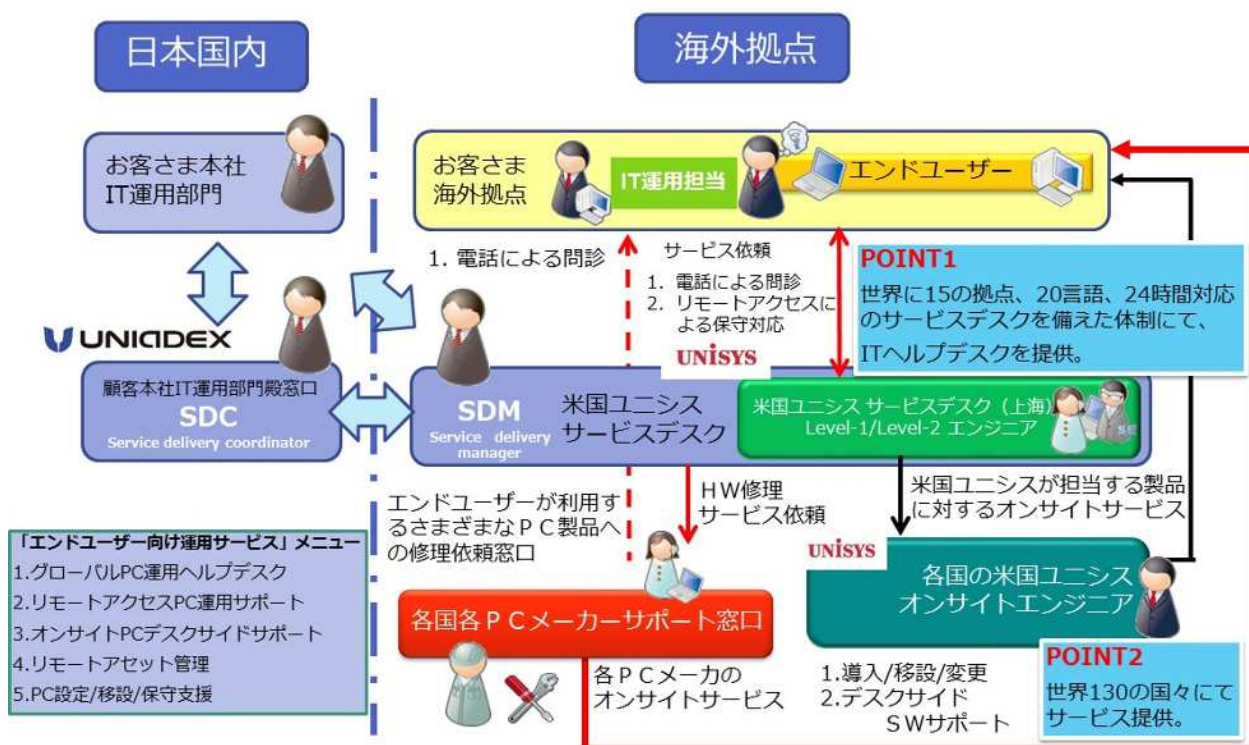 日本国内
海外拠点
お客さま本社
IT運用部門
お客さま
海外拠点
IT運用担当
エンドユーザー
1. 電話による問診
サービス依頼
1. 電話による問診
2. リモートアクセスに
よる保守対応
POINT1
世界に15の拠点、20言語、24時間対応
のサービスデスクを備えた体制にて、
ITヘルプデスクを提供。
UNIADEX
UNISYS
顧客本社IT運用部門殿窓口
SDC
Service delivery coordinator
SDM
Service delivery
manager
米国ユニシス
サービスデスク
米国ユニシス サービスデスク（上海）
Level-1/Level-2 エンジニア
SE
エンドユーザーが利用す
るさまざまなＰＣ製品へ
の修理依頼窓口
ＨＷ修理
サービス依頼
米国ユニシスが担当する製品
に対するオンサイトサービス
「エンドユーザー向け運用サービス」メニュー
1.グローバルPC運用ヘルプデスク
2.リモートアクセスPC運用サポート
3.オンサイトPCデスクサイドサポート
4.リモートアセット管理
5.PC設定/移設/保守支援
UNISYS
各国各ＰＣメーカーサポート窓口
各国の米国ユニシス
オンサイトエンジニア
各ＰＣメーカの
オンサイトサービス
1.導入/移設/変更
2.デスクサイド
ＳＷサポート
POINT2
世界130の国々にて
サービス提供。